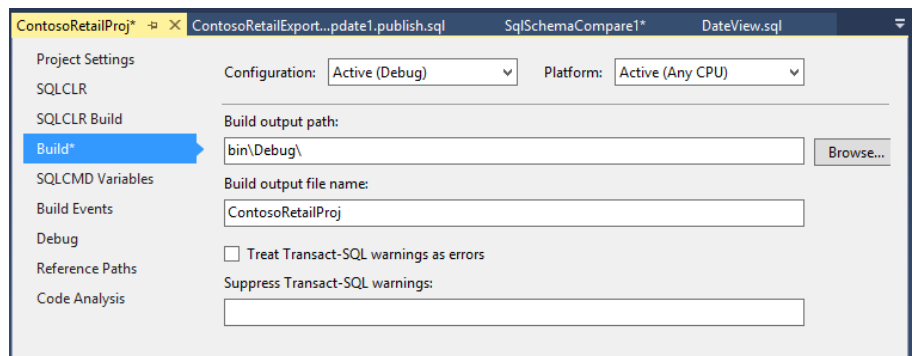 ContosoRetailProj* ContosoRetailExport...pdate1.publish.sql SqlSchemaCompare1* DateView.sql
Project Settings
SQLCLR
SQLCLR Build
Build*
SQLCMD Variables
Build Events
Debug
Reference Paths
Code Analysis
Configuration: Active (Debug) Platform: Active (Any CPU)
Build output path:
bin\Debug\ Browse...
Build output file name:
ContosoRetailProj
Treat Transact-SQL warnings as errors
Suppress Transact-SQL warnings: